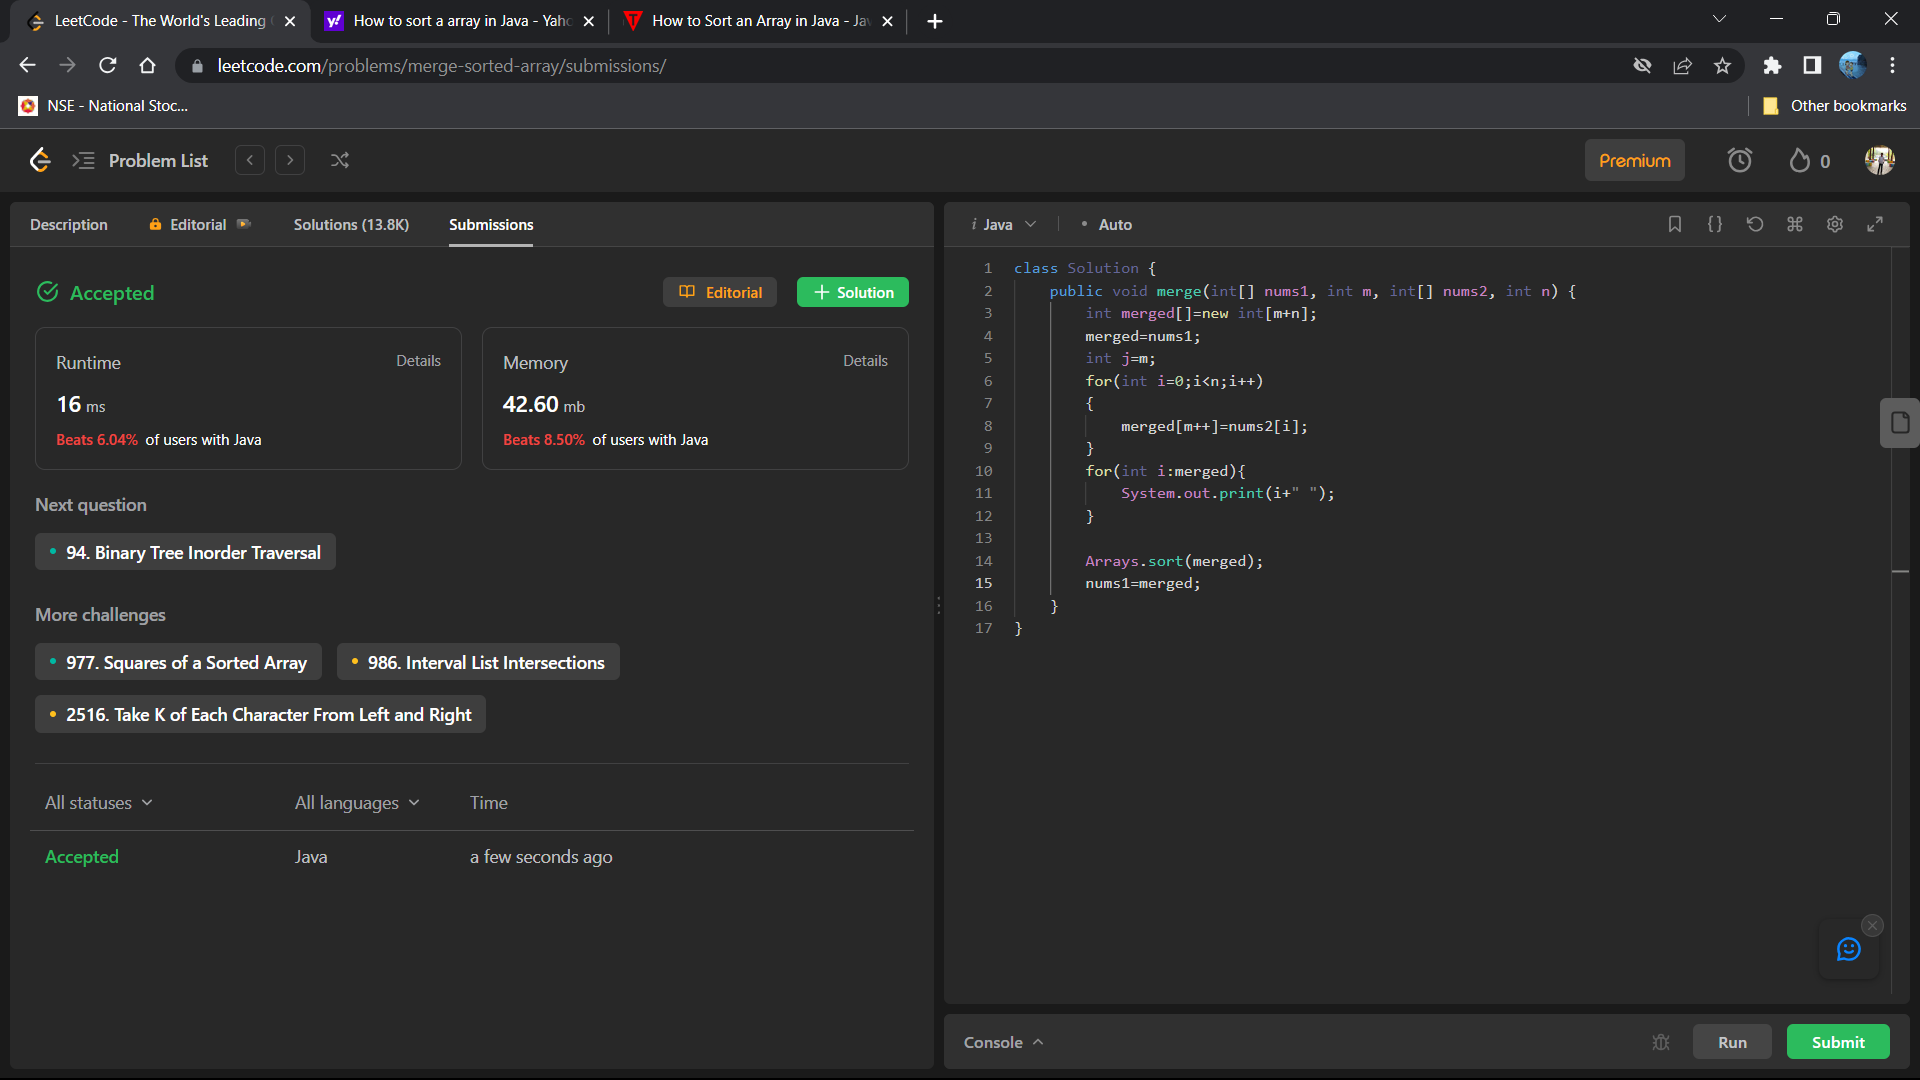 LeetCode - The World's Leading
How to sort a array in Java - Yaho
How to Sort an Array in Java - Ja
leetcode.com/problems/merge-sorted-array/submissions/
NSE - National Stoc...
Other bookmarks
Problem List
Premium
0
Description
Editorial
Solutions (13.8K)
Submissions
Accepted
Editorial
Solution
Runtime
Details
16 ms
Beats 6.04% of users with Java
Memory
Details
42.60 mb
Beats 8.50% of users with Java
Next question
94. Binary Tree Inorder Traversal
More challenges
977. Squares of a Sorted Array
986. Interval List Intersections
2516. Take K of Each Character From Left and Right
All statuses
All languages
Time
Accepted
Java
a few seconds ago
i Java
• Auto
1 class Solution {
2 public void merge(int[] nums1, int m, int[] nums2, int n) {
3 int merged[]=new int[m+n];
4 merged=nums1;
5 int j=m;
6 for(int i=0;i<n;i++)
7 {
8 merged[m++]=nums2[i];
9 }
10 for(int i:merged){
11 System.out.print(i+" ");
12 }
13
14 Arrays.sort(merged);
15 nums1=merged;
16 }
17 }
Console
Run
Submit